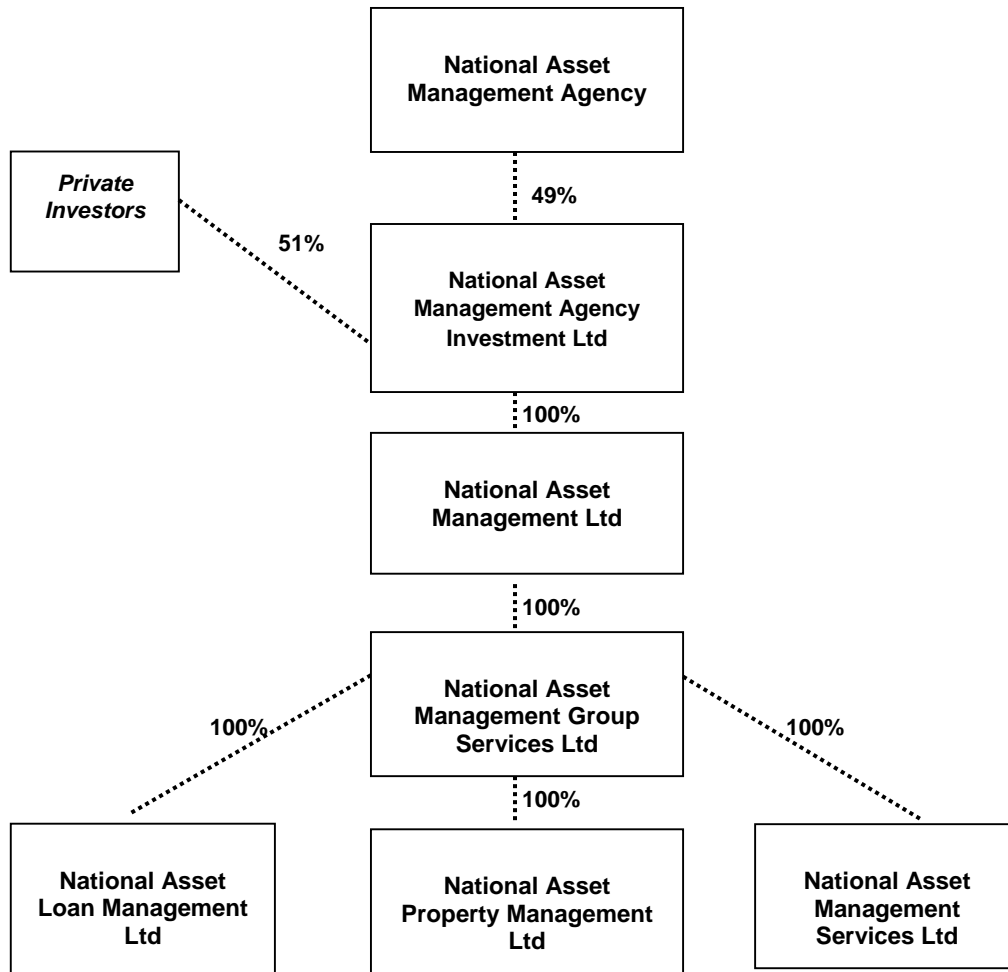 National Asset
Management Agency
Private
Investors
49%
51%
National Asset
Management Agency
Investment Ltd
100%
National Asset
Management Ltd
100%
National Asset
Management Group
Services Ltd
100%
100%
100%
National Asset
Loan Management
Ltd
National Asset
Property Management
Ltd
National Asset
Management
Services Ltd